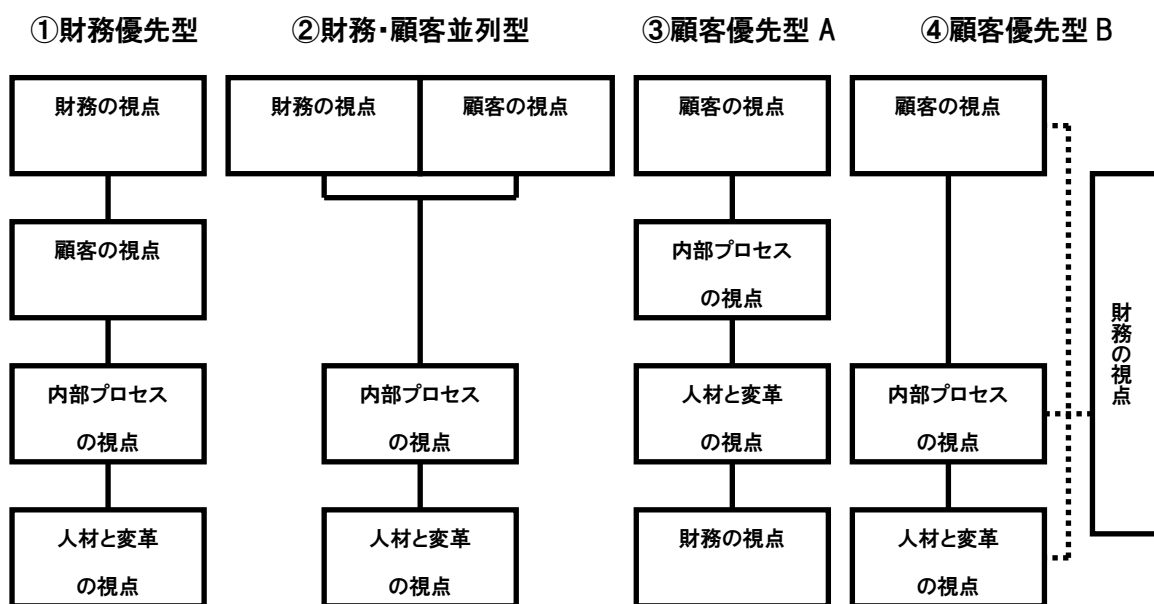 ①財務優先型
②財務・顧客並列型
③顧客優先型 A
④顧客優先型 B
財務の視点
顧客の視点
内部プロセス
の視点
人材と変革
の視点
財務の視点
顧客の視点
内部プロセス
の視点
人材と変革
の視点
顧客の視点
内部プロセス
の視点
人材と変革
の視点
財務の視点
顧客の視点
内部プロセス
の視点
人材と変革
の視点
財務の視点